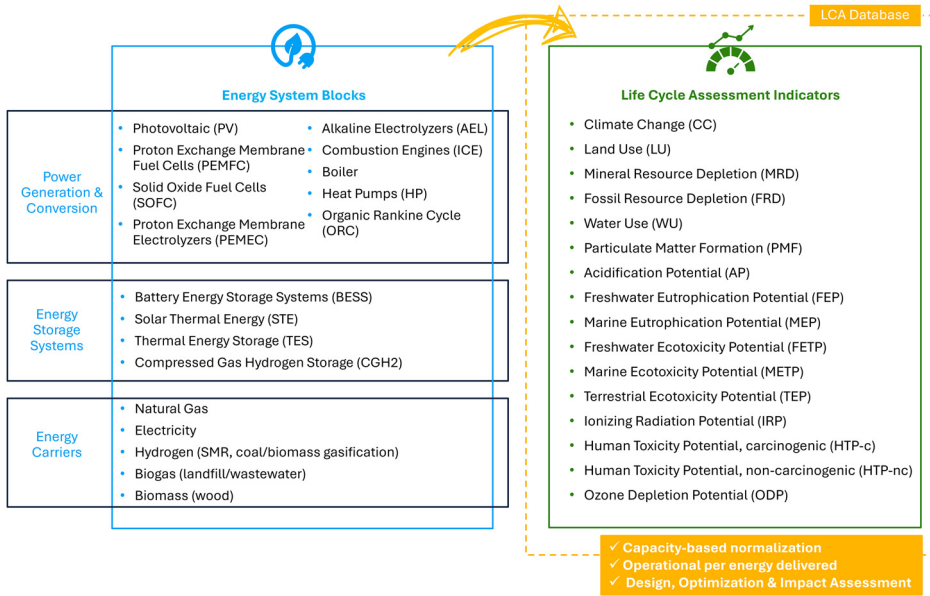 LCA Database
Energy System Blocks
Power
Generation &
Conversion
• Photovoltaic (PV)
• Proton Exchange Membrane
Fuel Cells (PEMFC)
• Solid Oxide Fuel Cells
(SOFC)
• Proton Exchange Membrane
Electrolyzers (PEMEC)
• Alkaline Electrolyzers (AEL)
• Combustion Engines (ICE)
• Boiler
• Heat Pumps (HP)
• Organic Rankine Cycle
(ORC)
Energy
Storage
Systems
• Battery Energy Storage Systems (BESS)
• Solar Thermal Energy (STE)
• Thermal Energy Storage (TES)
• Compressed Gas Hydrogen Storage (CGH2)
Energy
Carriers
• Natural Gas
• Electricity
• Hydrogen (SMR, coal/biomass gasification)
• Biogas (landfill/wastewater)
• Biomass (wood)
Life Cycle Assessment Indicators
• Climate Change (CC)
• Land Use (LU)
• Mineral Resource Depletion (MRD)
• Fossil Resource Depletion (FRD)
• Water Use (WU)
• Particulate Matter Formation (PMF)
• Acidification Potential (AP)
• Freshwater Eutrophication Potential (FEP)
• Marine Eutrophication Potential (MEP)
• Freshwater Ecotoxicity Potential (FETP)
• Marine Ecotoxicity Potential (METP)
• Terrestrial Ecotoxicity Potential (TEP)
• Ionizing Radiation Potential (IRP)
• Human Toxicity Potential, carcinogenic (HTP-c)
• Human Toxicity Potential, non-carcinogenic (HTP-nc)
• Ozone Depletion Potential (ODP)
✓ Capacity-based normalization
✓ Operational per energy delivered
✓ Design, Optimization & Impact Assessment